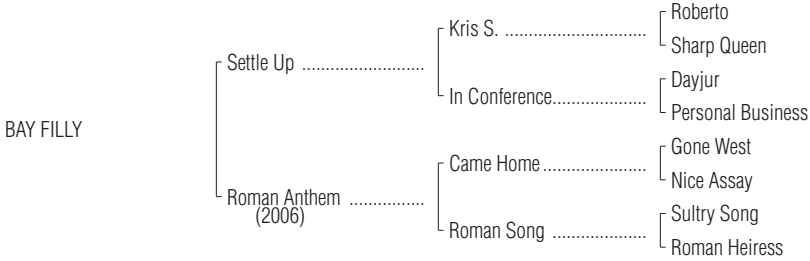 Roberto
Kris S. ..............................
Sharp Queen
Settle Up ..........................
Dayjur
In Conference....................
Personal Business
BAY FILLY
Gone West
Came Home......................
Nice Assay
Roman Anthem ................
(2006)
Sultry Song
Roman Song ....................
Roman Heiress